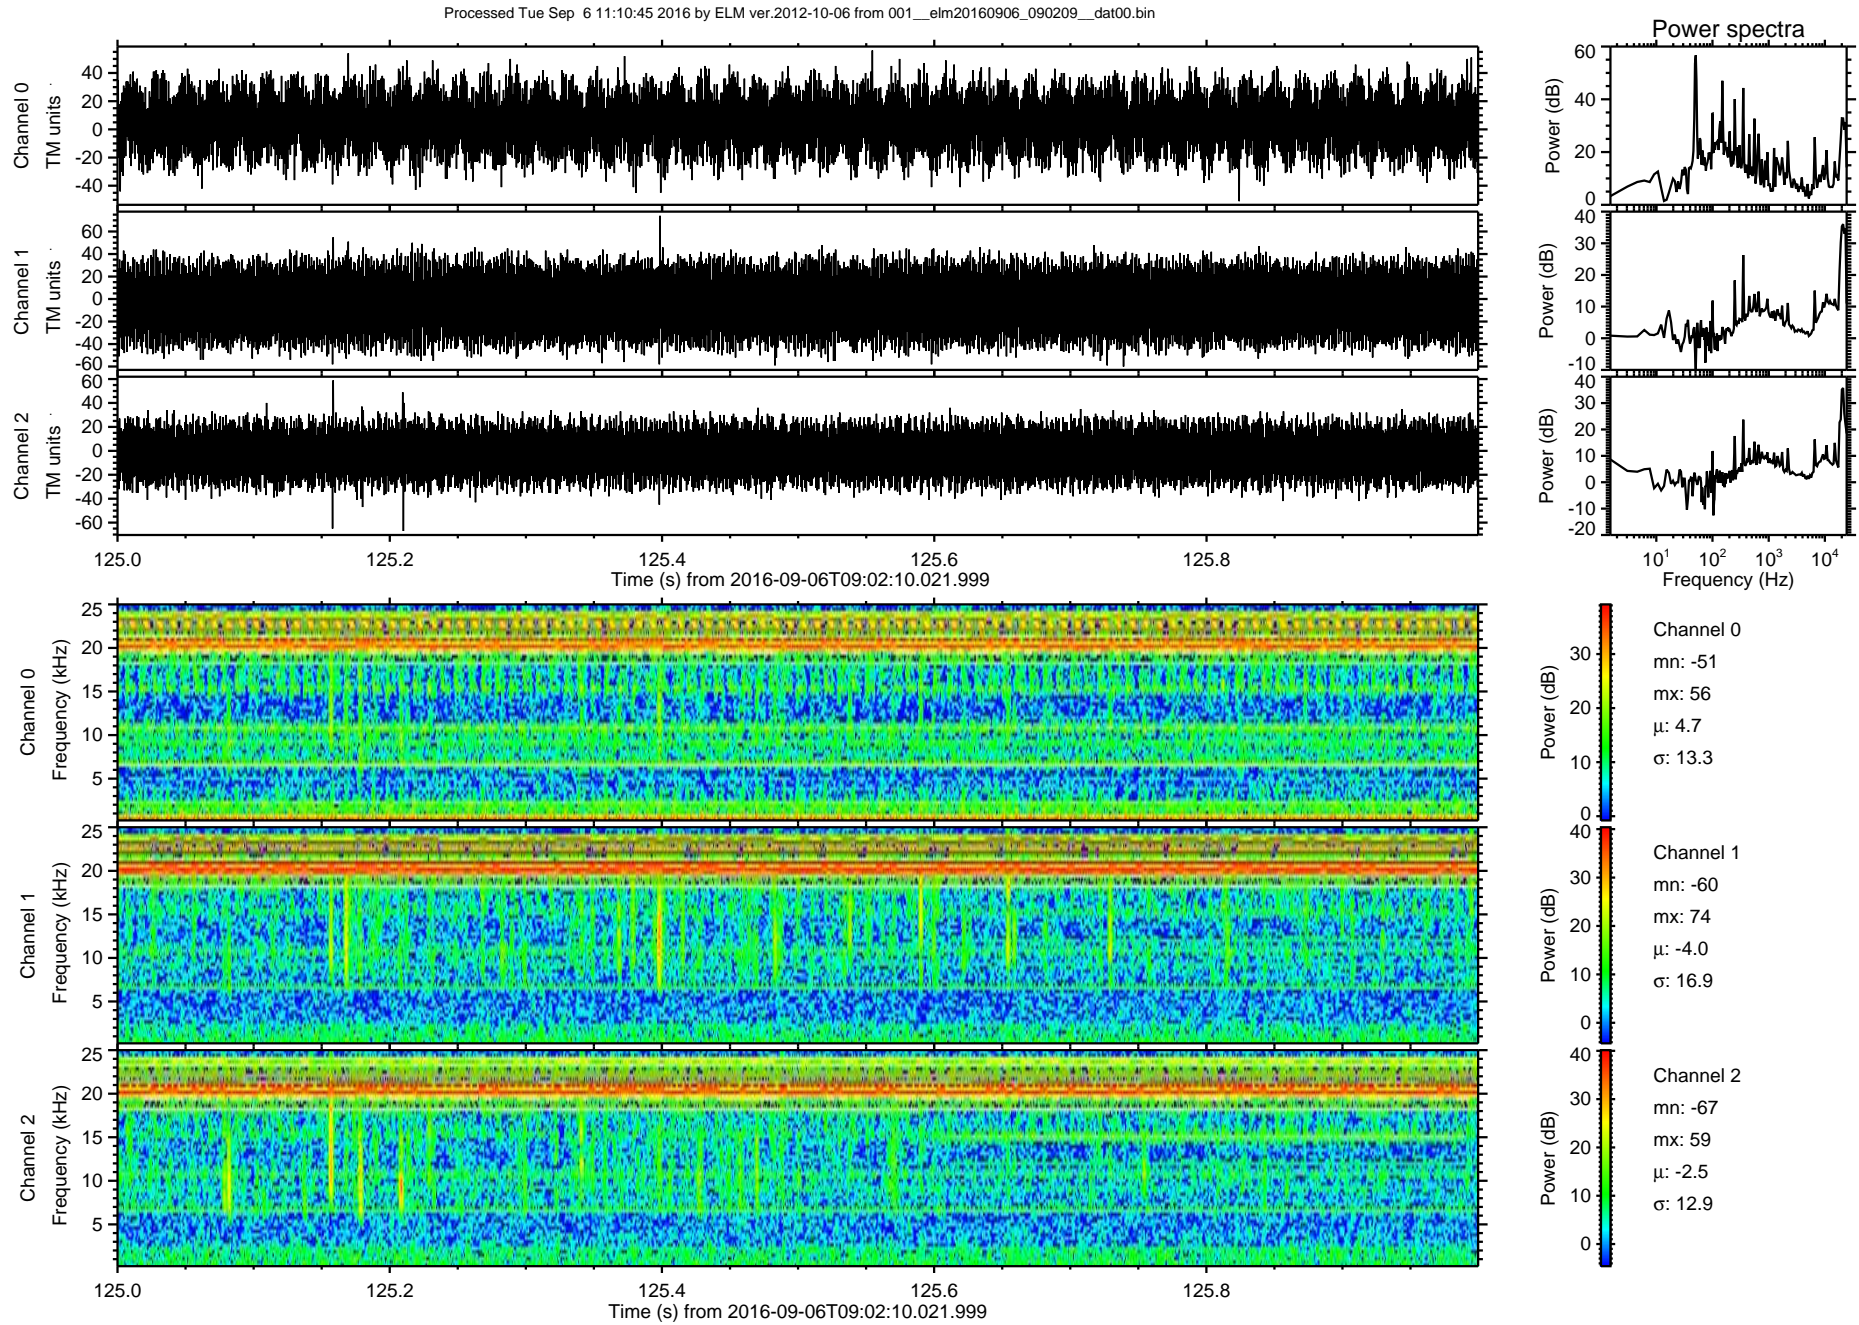 Processed Tue Sep  6 11:10:45 2016 by ELM ver.2012-10-06 from 001__elm20160906_090209__dat00.bin
Power spectra
Channel 0
TM units
40
20
0
-20
-40
Power (dB)
60
40
20
0
Channel 1
TM units
60
40
20
0
-20
-40
-60
Power (dB)
40
30
20
10
0
-10
Channel 2
TM units
60
40
20
0
-20
-40
-60
Power (dB)
40
30
20
10
0
-10
-20
125.0 125.2 125.4 125.6 125.8
Time (s) from 2016-09-06T09:02:10.021.999
10^1 10^2 10^3 10^4
Frequency (Hz)
Channel 0
Frequency (kHz)
25
20
15
10
5
Power (dB)
30
20
10
0
Channel 0
mn: -51
mx: 56
μ: 4.7
σ: 13.3
Channel 1
Frequency (kHz)
25
20
15
10
5
Power (dB)
40
30
20
10
0
Channel 1
mn: -60
mx: 74
μ: -4.0
σ: 16.9
Channel 2
Frequency (kHz)
25
20
15
10
5
Power (dB)
40
30
20
10
0
Channel 2
mn: -67
mx: 59
μ: -2.5
σ: 12.9
125.0 125.2 125.4 125.6 125.8
Time (s) from 2016-09-06T09:02:10.021.999